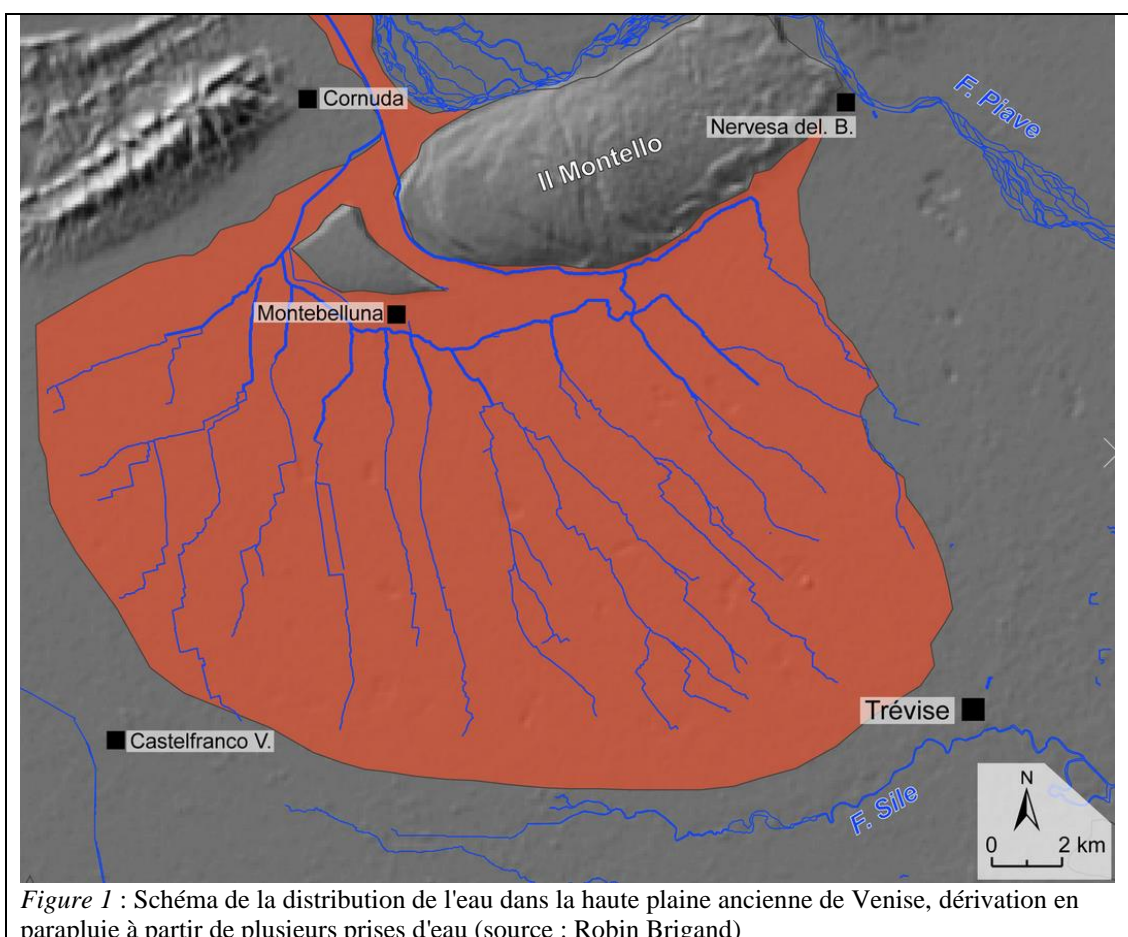 Cornuda
F. Piave
Nervesa del. B.
Il Montello
Montebelluna
Trévise
Castelfranco V.
F. Sile
N
0 2 km
Figure 1 : Schéma de la distribution de l'eau dans la haute plaine ancienne de Venise, dérivation en
parapluie à partir de plusieurs prises d'eau (source : Robin Brigand)